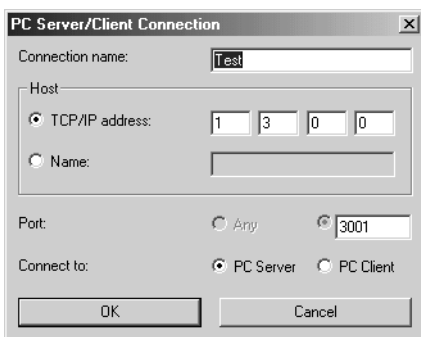 PC Server/Client Connection
Connection name: Test
Host
TCP/IP address: 1 3 0 0
Name:
Port: Any 3001
Connect to: PC Server PC Client
OK Cancel